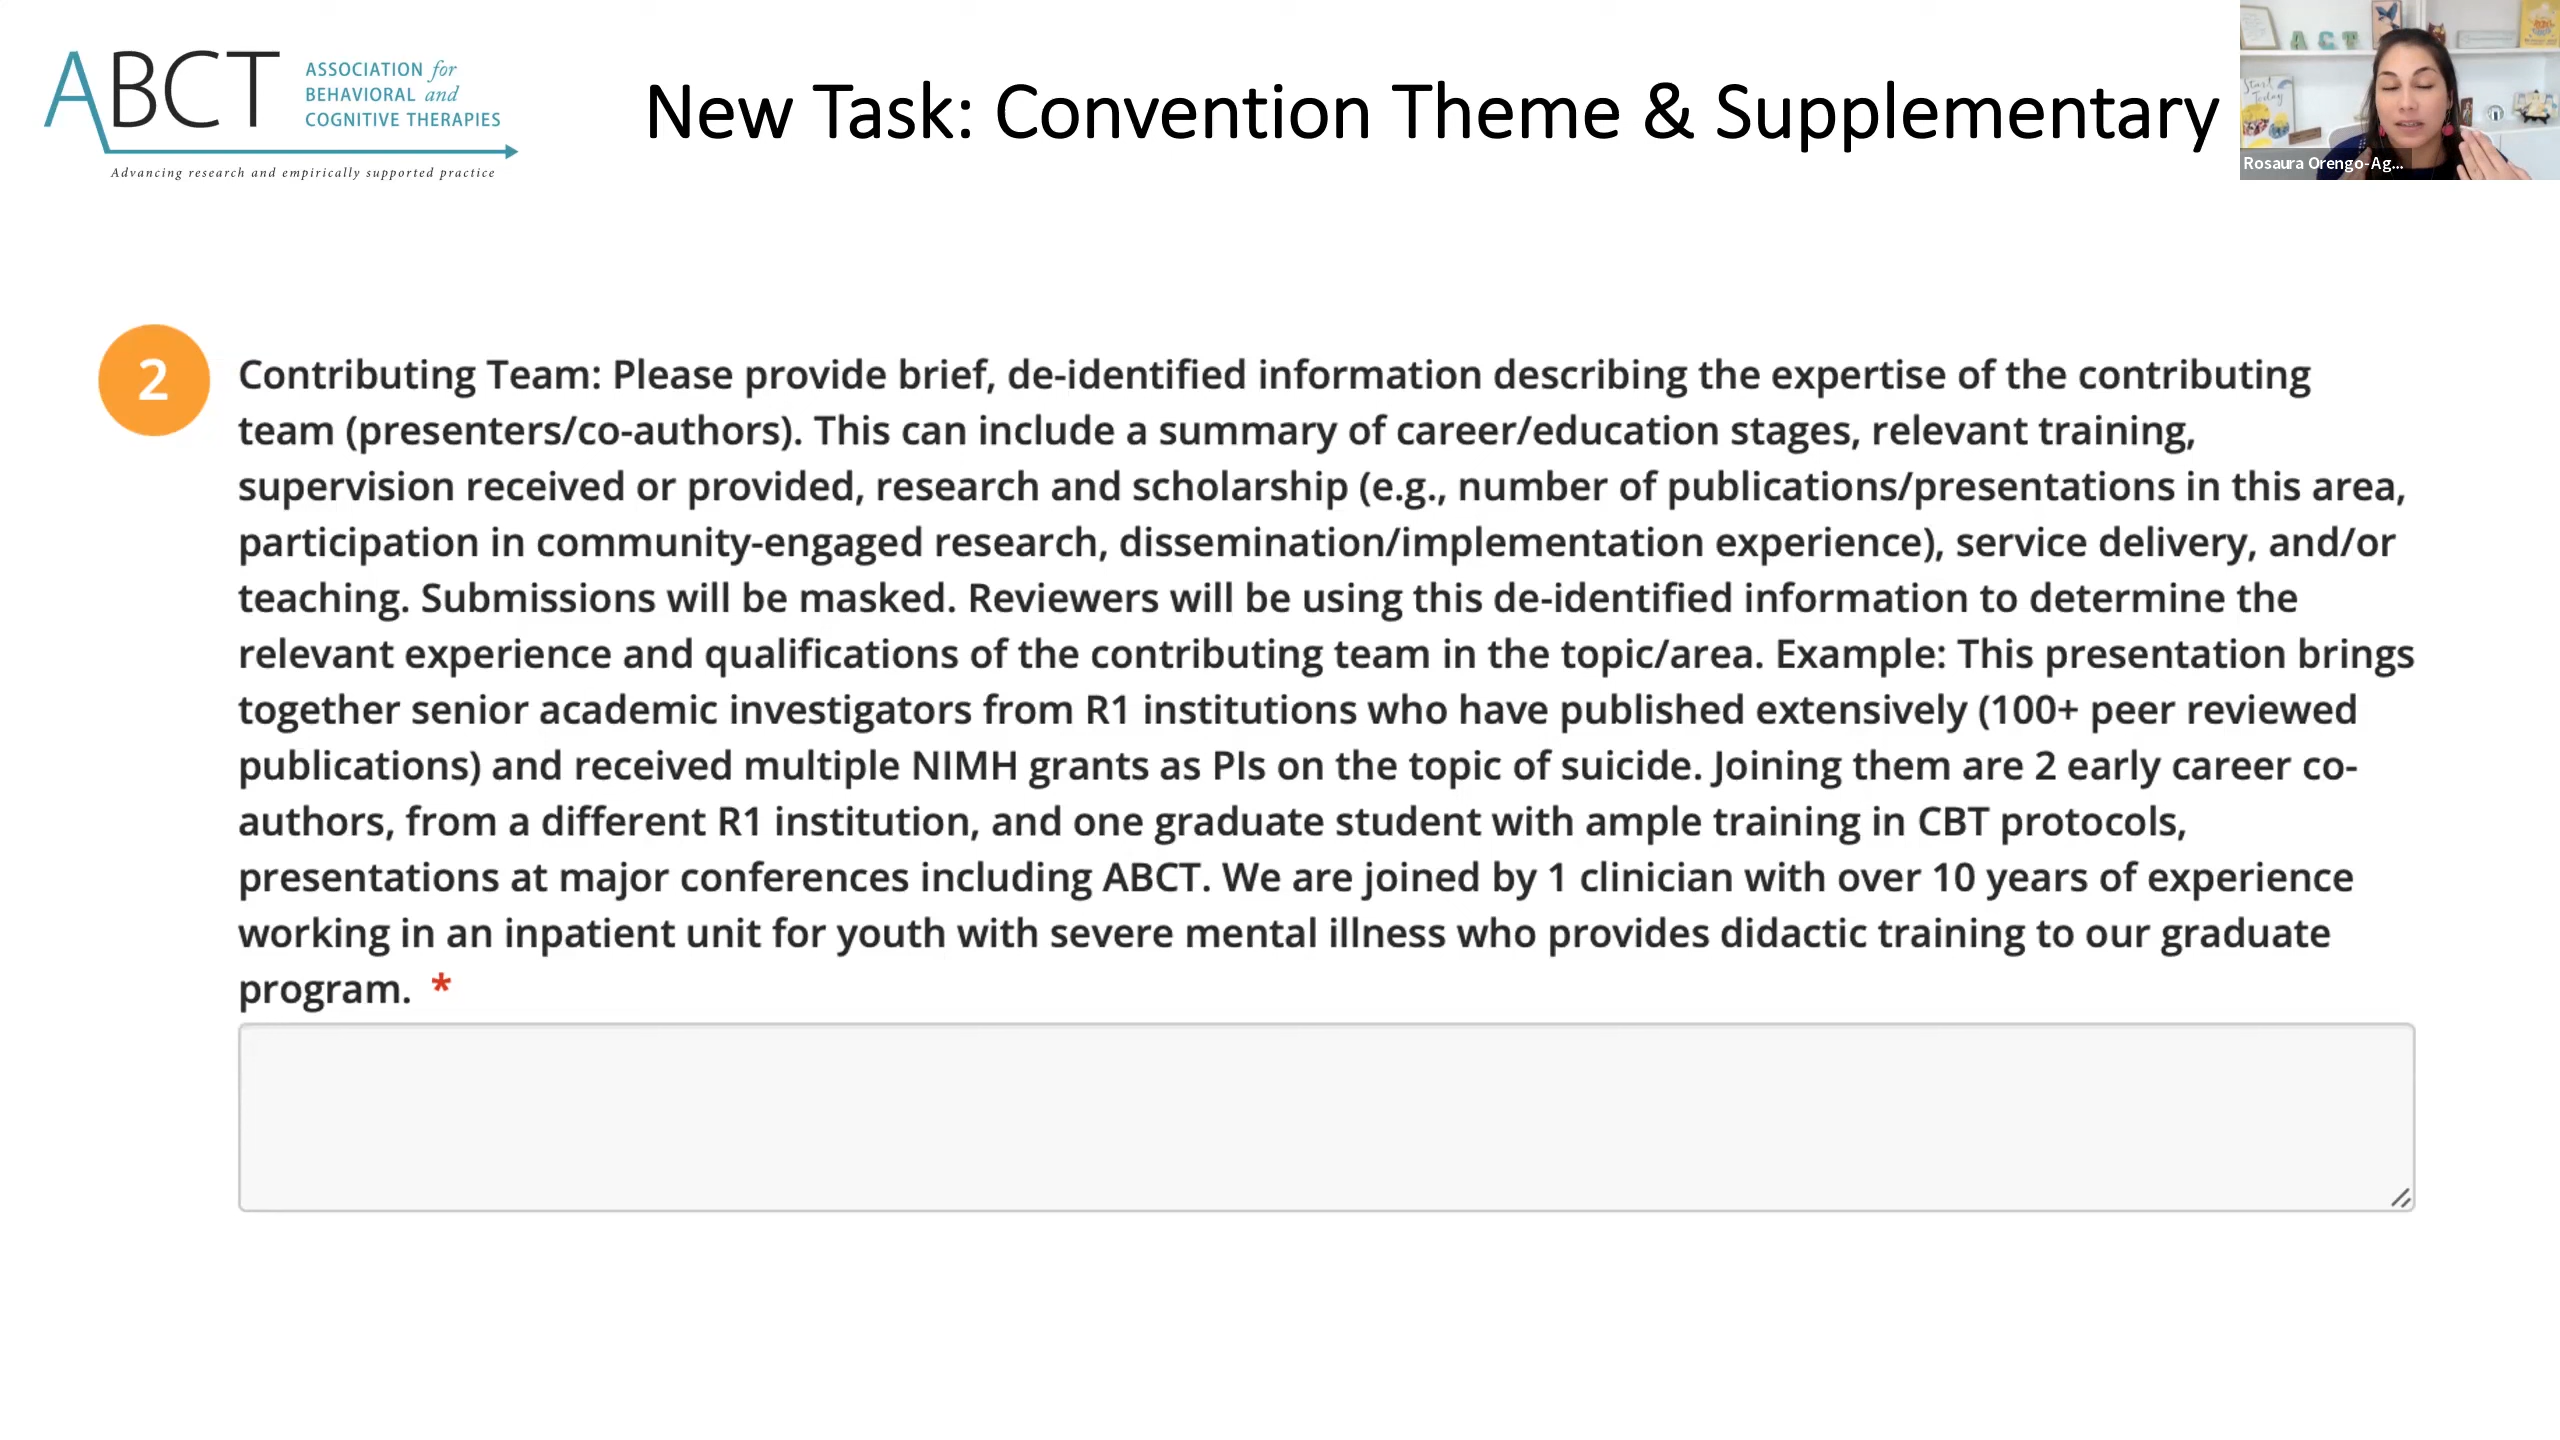 ABCT
ASSOCIATION for
BEHAVIORAL and
COGNITIVE THERAPIES
Advancing research and empirically supported practice
New Task: Convention Theme & Supplementary
ACT
Start
Today
Rosaura Orengo-Ag...
2
Contributing Team: Please provide brief, de-identified information describing the expertise of the contributing
team (presenters/co-authors). This can include a summary of career/education stages, relevant training,
supervision received or provided, research and scholarship (e.g., number of publications/presentations in this area,
participation in community-engaged research, dissemination/implementation experience), service delivery, and/or
teaching. Submissions will be masked. Reviewers will be using this de-identified information to determine the
relevant experience and qualifications of the contributing team in the topic/area. Example: This presentation brings
together senior academic investigators from R1 institutions who have published extensively (100+ peer reviewed
publications) and received multiple NIMH grants as PIs on the topic of suicide. Joining them are 2 early career co-
authors, from a different R1 institution, and one graduate student with ample training in CBT protocols,
presentations at major conferences including ABCT. We are joined by 1 clinician with over 10 years of experience
working in an inpatient unit for youth with severe mental illness who provides didactic training to our graduate
program. *